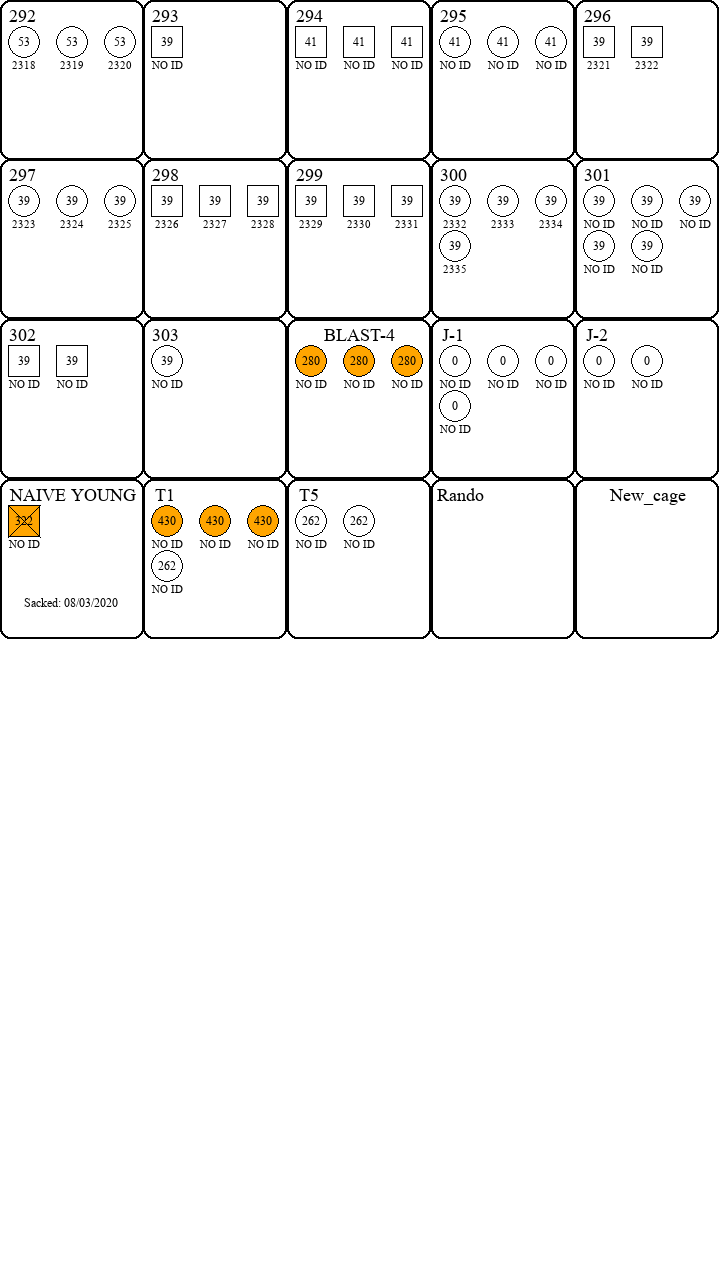 292
53 53 53
2318 2319 2320
293
39
NO ID
294
41 41 41
NO ID NO ID NO ID
295
41 41 41
NO ID NO ID NO ID
296
39 39
2321 2322
297
39 39 39
2323 2324 2325
298
39 39 39
2326 2327 2328
299
39 39 39
2329 2330 2331
300
39 39 39
2332 2333 2334
39
2335
301
39 39 39
NO ID NO ID NO ID
39 39
NO ID NO ID
302
39 39
NO ID NO ID
303
39
NO ID
BLAST-4
280 280 280
NO ID NO ID NO ID
J-1
0 0 0
NO ID NO ID NO ID
0
NO ID
J-2
0 0
NO ID NO ID
NAIVE YOUNG
322
NO ID
Sacked: 08/03/2020
T1
430 430 430
NO ID NO ID NO ID
262
NO ID
T5
262 262
NO ID NO ID
Rando
New_cage